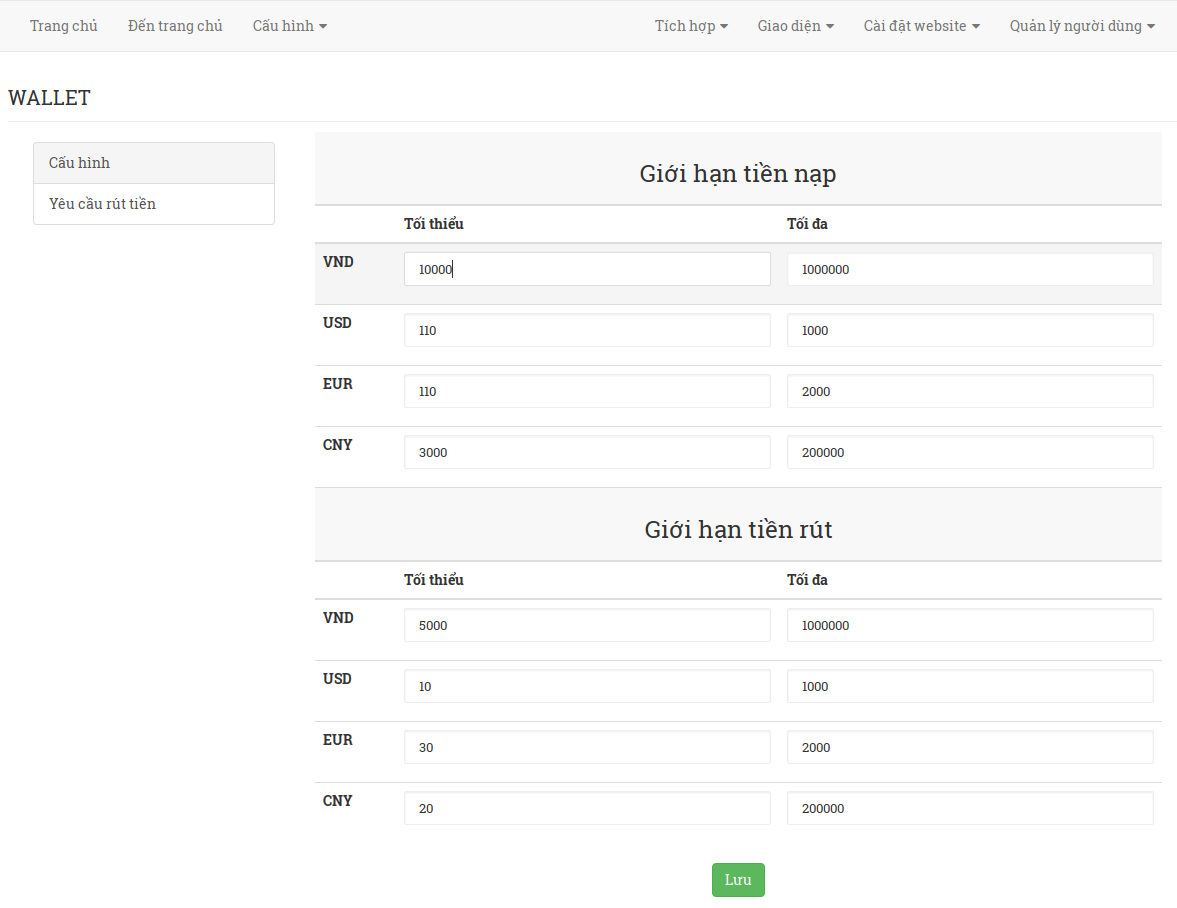 Trang chủ Đến trang chủ Cấu hình Tích hợp Giao diện Cài đặt website Quản lý người dùng
WALLET
Cấu hình
Yêu cầu rút tiền
Giới hạn tiền nạp
Tối thiểu Tối đa
VND 10000 1000000
USD 110 1000
EUR 110 2000
CNY 3000 200000
Giới hạn tiền rút
Tối thiểu Tối đa
VND 5000 1000000
USD 10 1000
EUR 30 2000
CNY 20 200000
Lưu